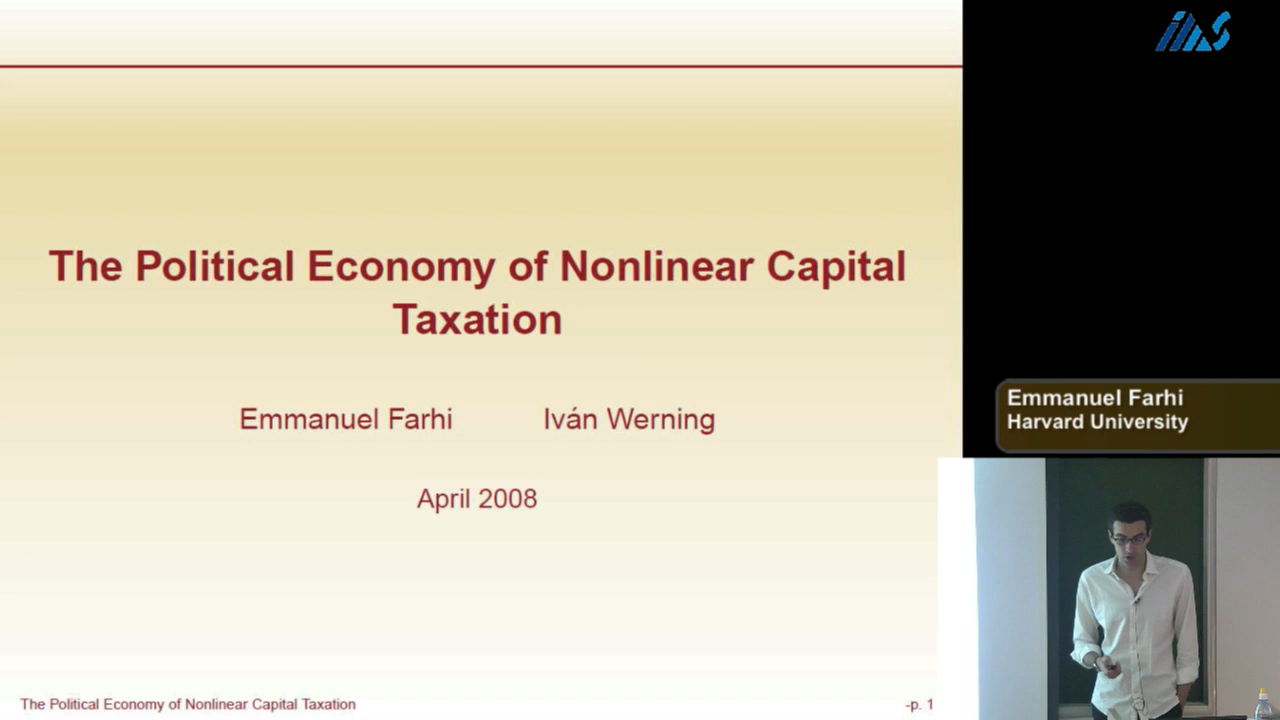 The Political Economy of Nonlinear Capital
Taxation
Emmanuel Farhi Iván Werning
April 2008
The Political Economy of Nonlinear Capital Taxation
-p. 1
Emmanuel Farhi
Harvard University